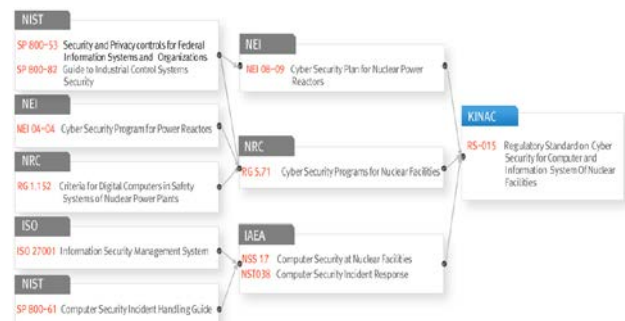 NIST
SP 800-53 Security and Privacy controls for Federal
Information Systems and Organizations
SP 800-82 Guide to Industrial Control Systems
Security
NEI
NEI 04-04 Cyber Security Program for Power Reactors
NRC
RG 1.152 Criteria for Digital Computers in Safety
Systems of Nuclear Power Plants
ISO
ISO 27001 Information Security Management System
NIST
SP 800-61 Computer Security Incident Handling Guide
NEI
NEI 08-09 Cyber Security Plan for Nuclear Power
Reactors
NRC
RG 5.71 Cyber Security Programs for Nuclear Facilities
IAEA
NSS 17 Computer Security at Nuclear Facilities
NST038 Computer Security Incident Response
KINAC
RS-015 Regulatory Standard on Cyber
Security for Computer and
Information System Of Nuclear
Facilities